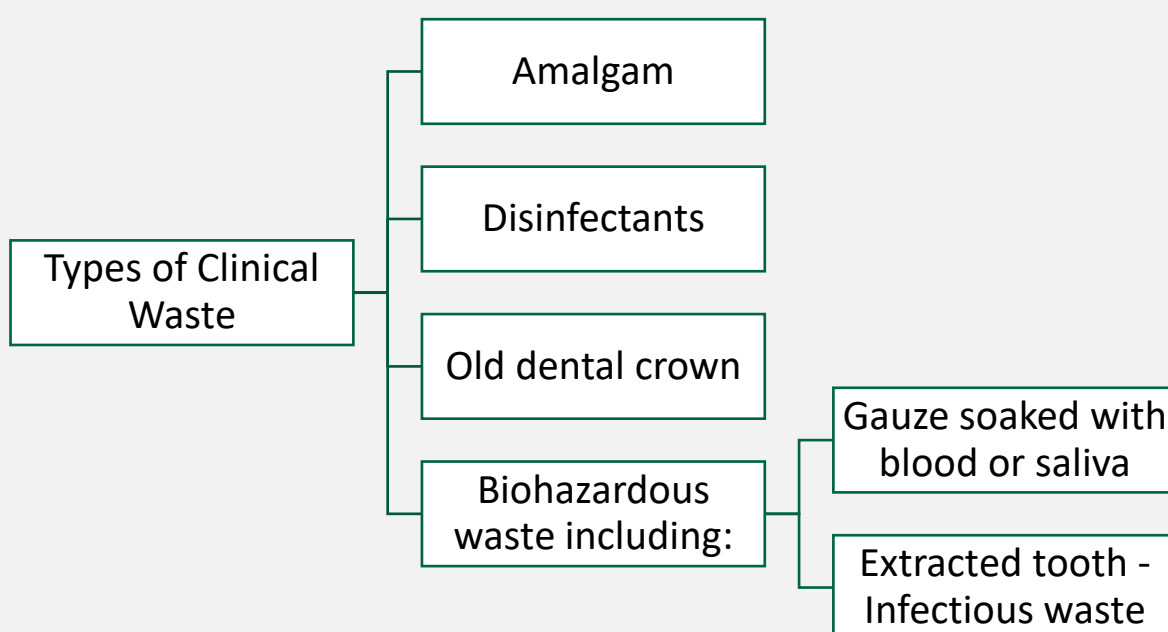 Types of Clinical
Waste
Amalgam
Disinfectants
Old dental crown
Biohazardous
waste including:
Gauze soaked with
blood or saliva
Extracted tooth -
Infectious waste